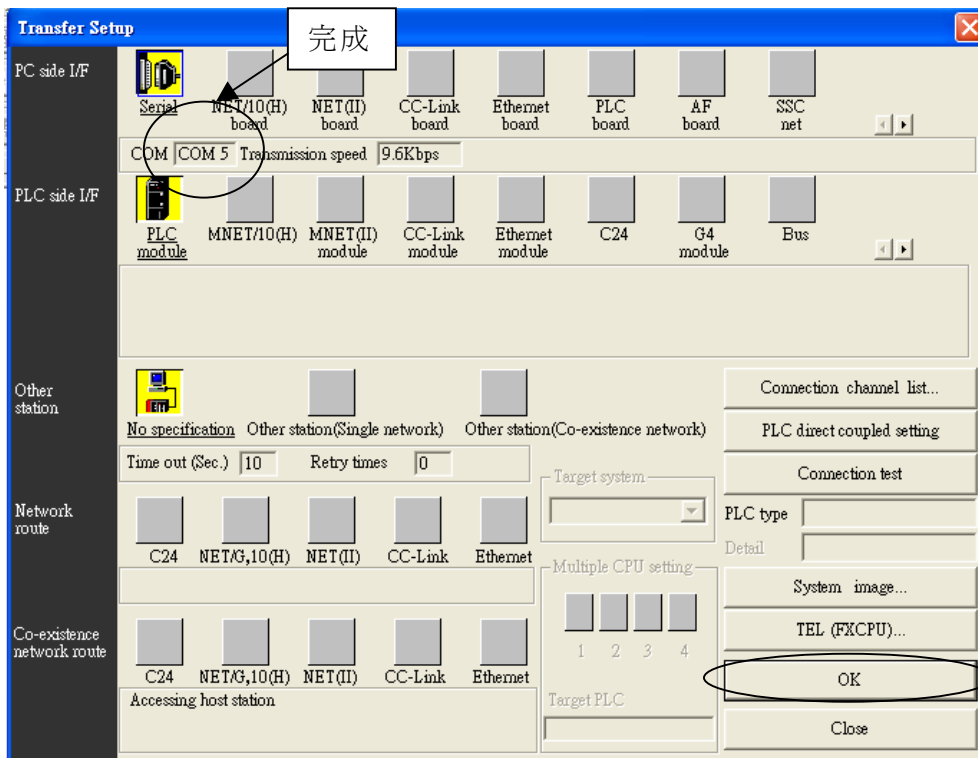 Transfer Setup
完成
PC side I/F
Serial
NET/10(H)
board
NET(II)
board
CC-Link
board
Ethernet
board
PLC
board
AF
board
SSC
net
COM COM 5 Transmission speed 9.6Kbps
PLC side I/F
PLC
module
MNET/10(H)
MNET(II)
module
CC-Link
module
Ethernet
module
C24
G4
module
Bus
Other
station
No specification
Other station(Single network)
Other station(Co-existence network)
Time out (Sec.) 10 Retry times 0
Connection channel list...
PLC direct coupled setting
Connection test
Target system
PLC type
Detail
Network
route
C24
NET/G,10(H)
NET(II)
CC-Link
Ethernet
Multiple CPU setting
1 2 3 4
System image...
TEL (FXCPU)...
Co-existence
network route
C24
NET/G,10(H)
NET(II)
CC-Link
Ethernet
Accessing host station
Target PLC
OK
Close